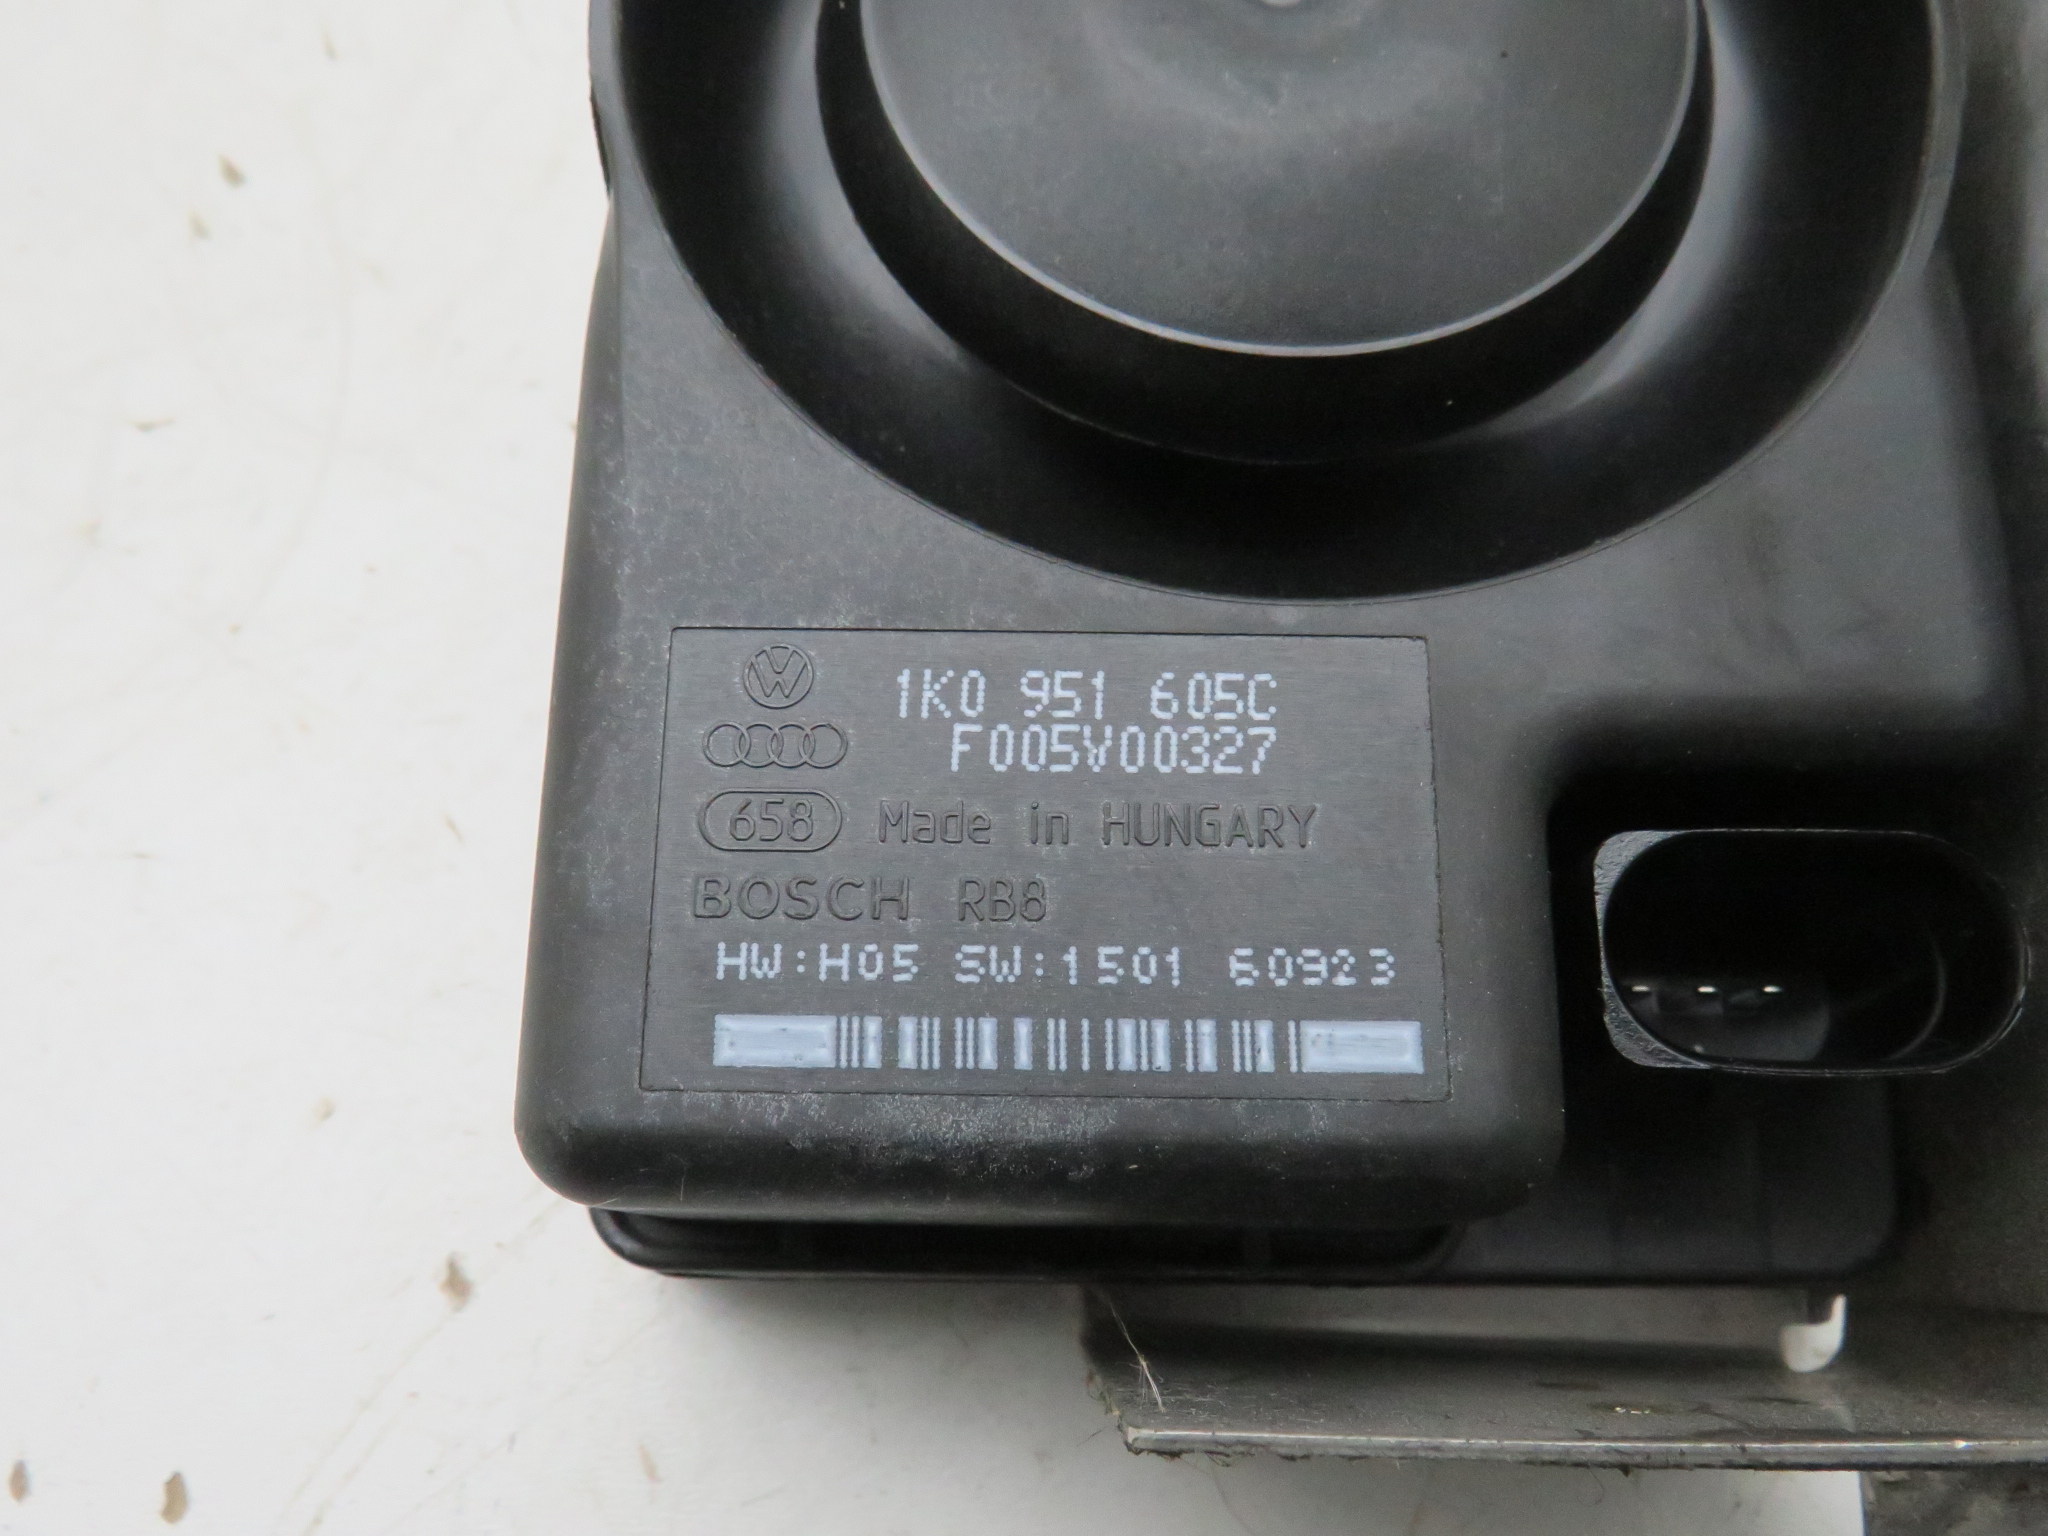 1K0 951 605C
F005V00327
658 Made in HUNGARY
BOSCH RB8
HW:H05 SW:1501 60923